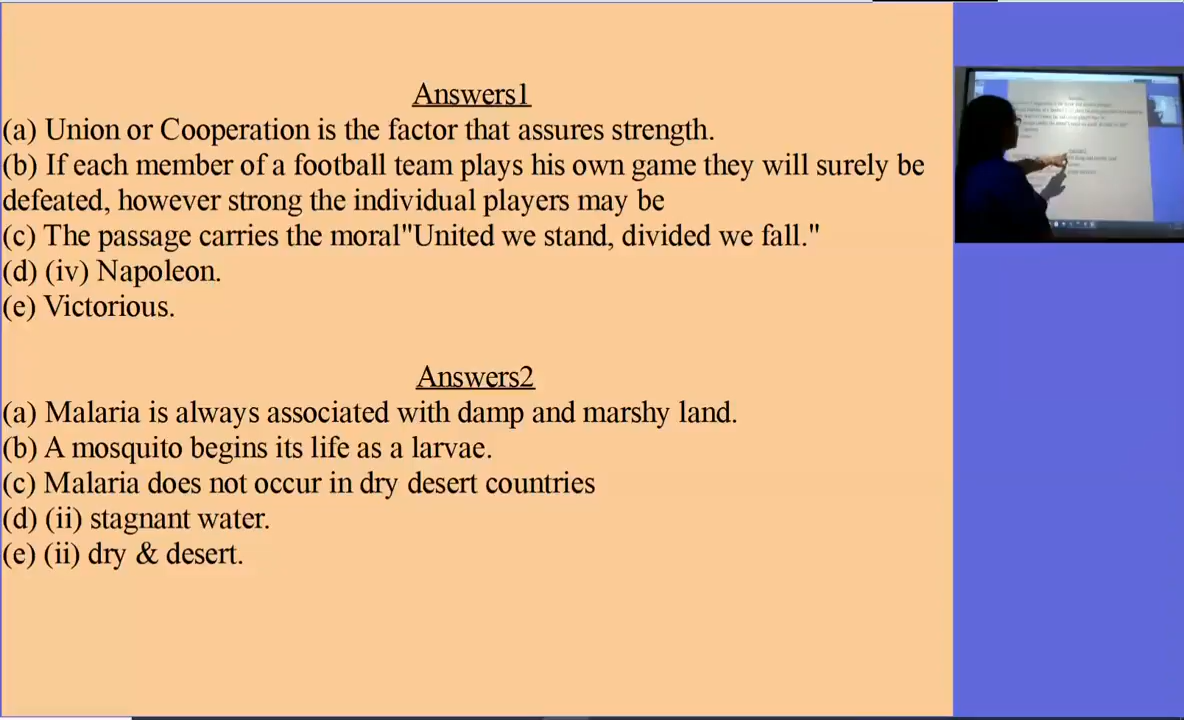 Answers1
(a) Union or Cooperation is the factor that assures strength.
(b) If each member of a football team plays his own game they will surely be
defeated, however strong the individual players may be
(c) The passage carries the moral"United we stand, divided we fall."
(d) (iv) Napoleon.
(e) Victorious.
Answers2
(a) Malaria is always associated with damp and marshy land.
(b) A mosquito begins its life as a larvae.
(c) Malaria does not occur in dry desert countries
(d) (ii) stagnant water.
(e) (ii) dry & desert.